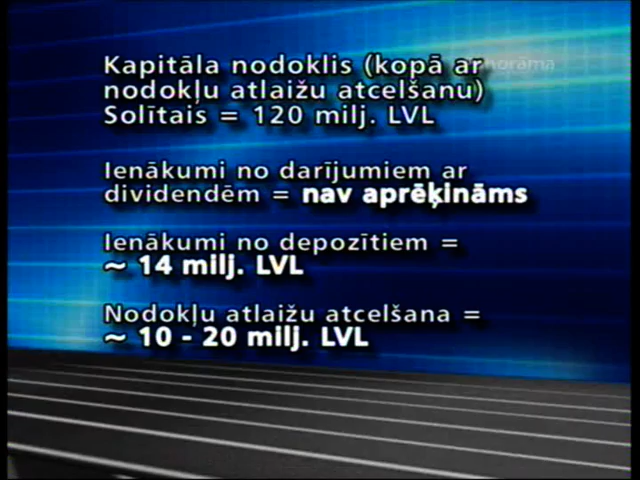 Kapitāla nodoklis (kopā ar
norāma
nodokļu atlaižu atcelšanu)
Solītais = 120 milj. LVL
Ienākumi no darījumiem ar
dividendēm = nav aprēķināms
Ienākumi no depozītiem =
~ 14 milj. LVL
Nodokļu atlaižu atcelšana =
~ 10 - 20 milj. LVL